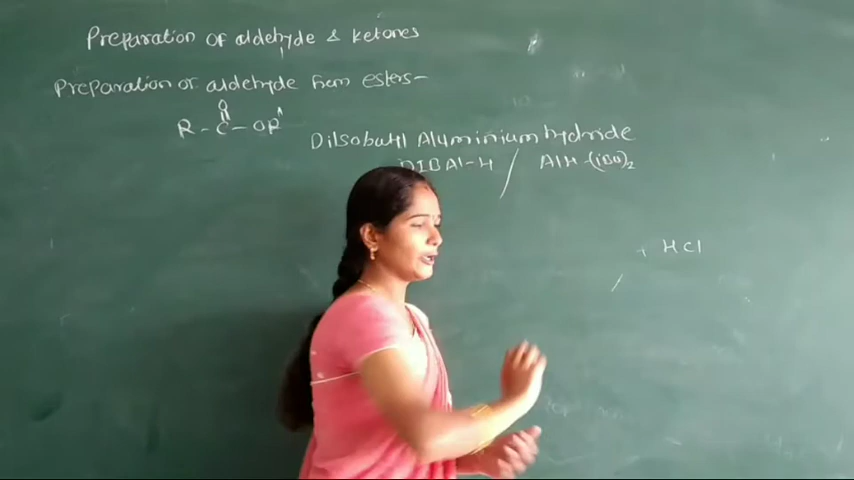 Preparation of aldehyde & ketones
Preparation of aldehyde from esters-
O
||
R-C-OR'
Diisobutyl Aluminium hydride
DIBAl-H / AlH-(iBu)2
+ HCl